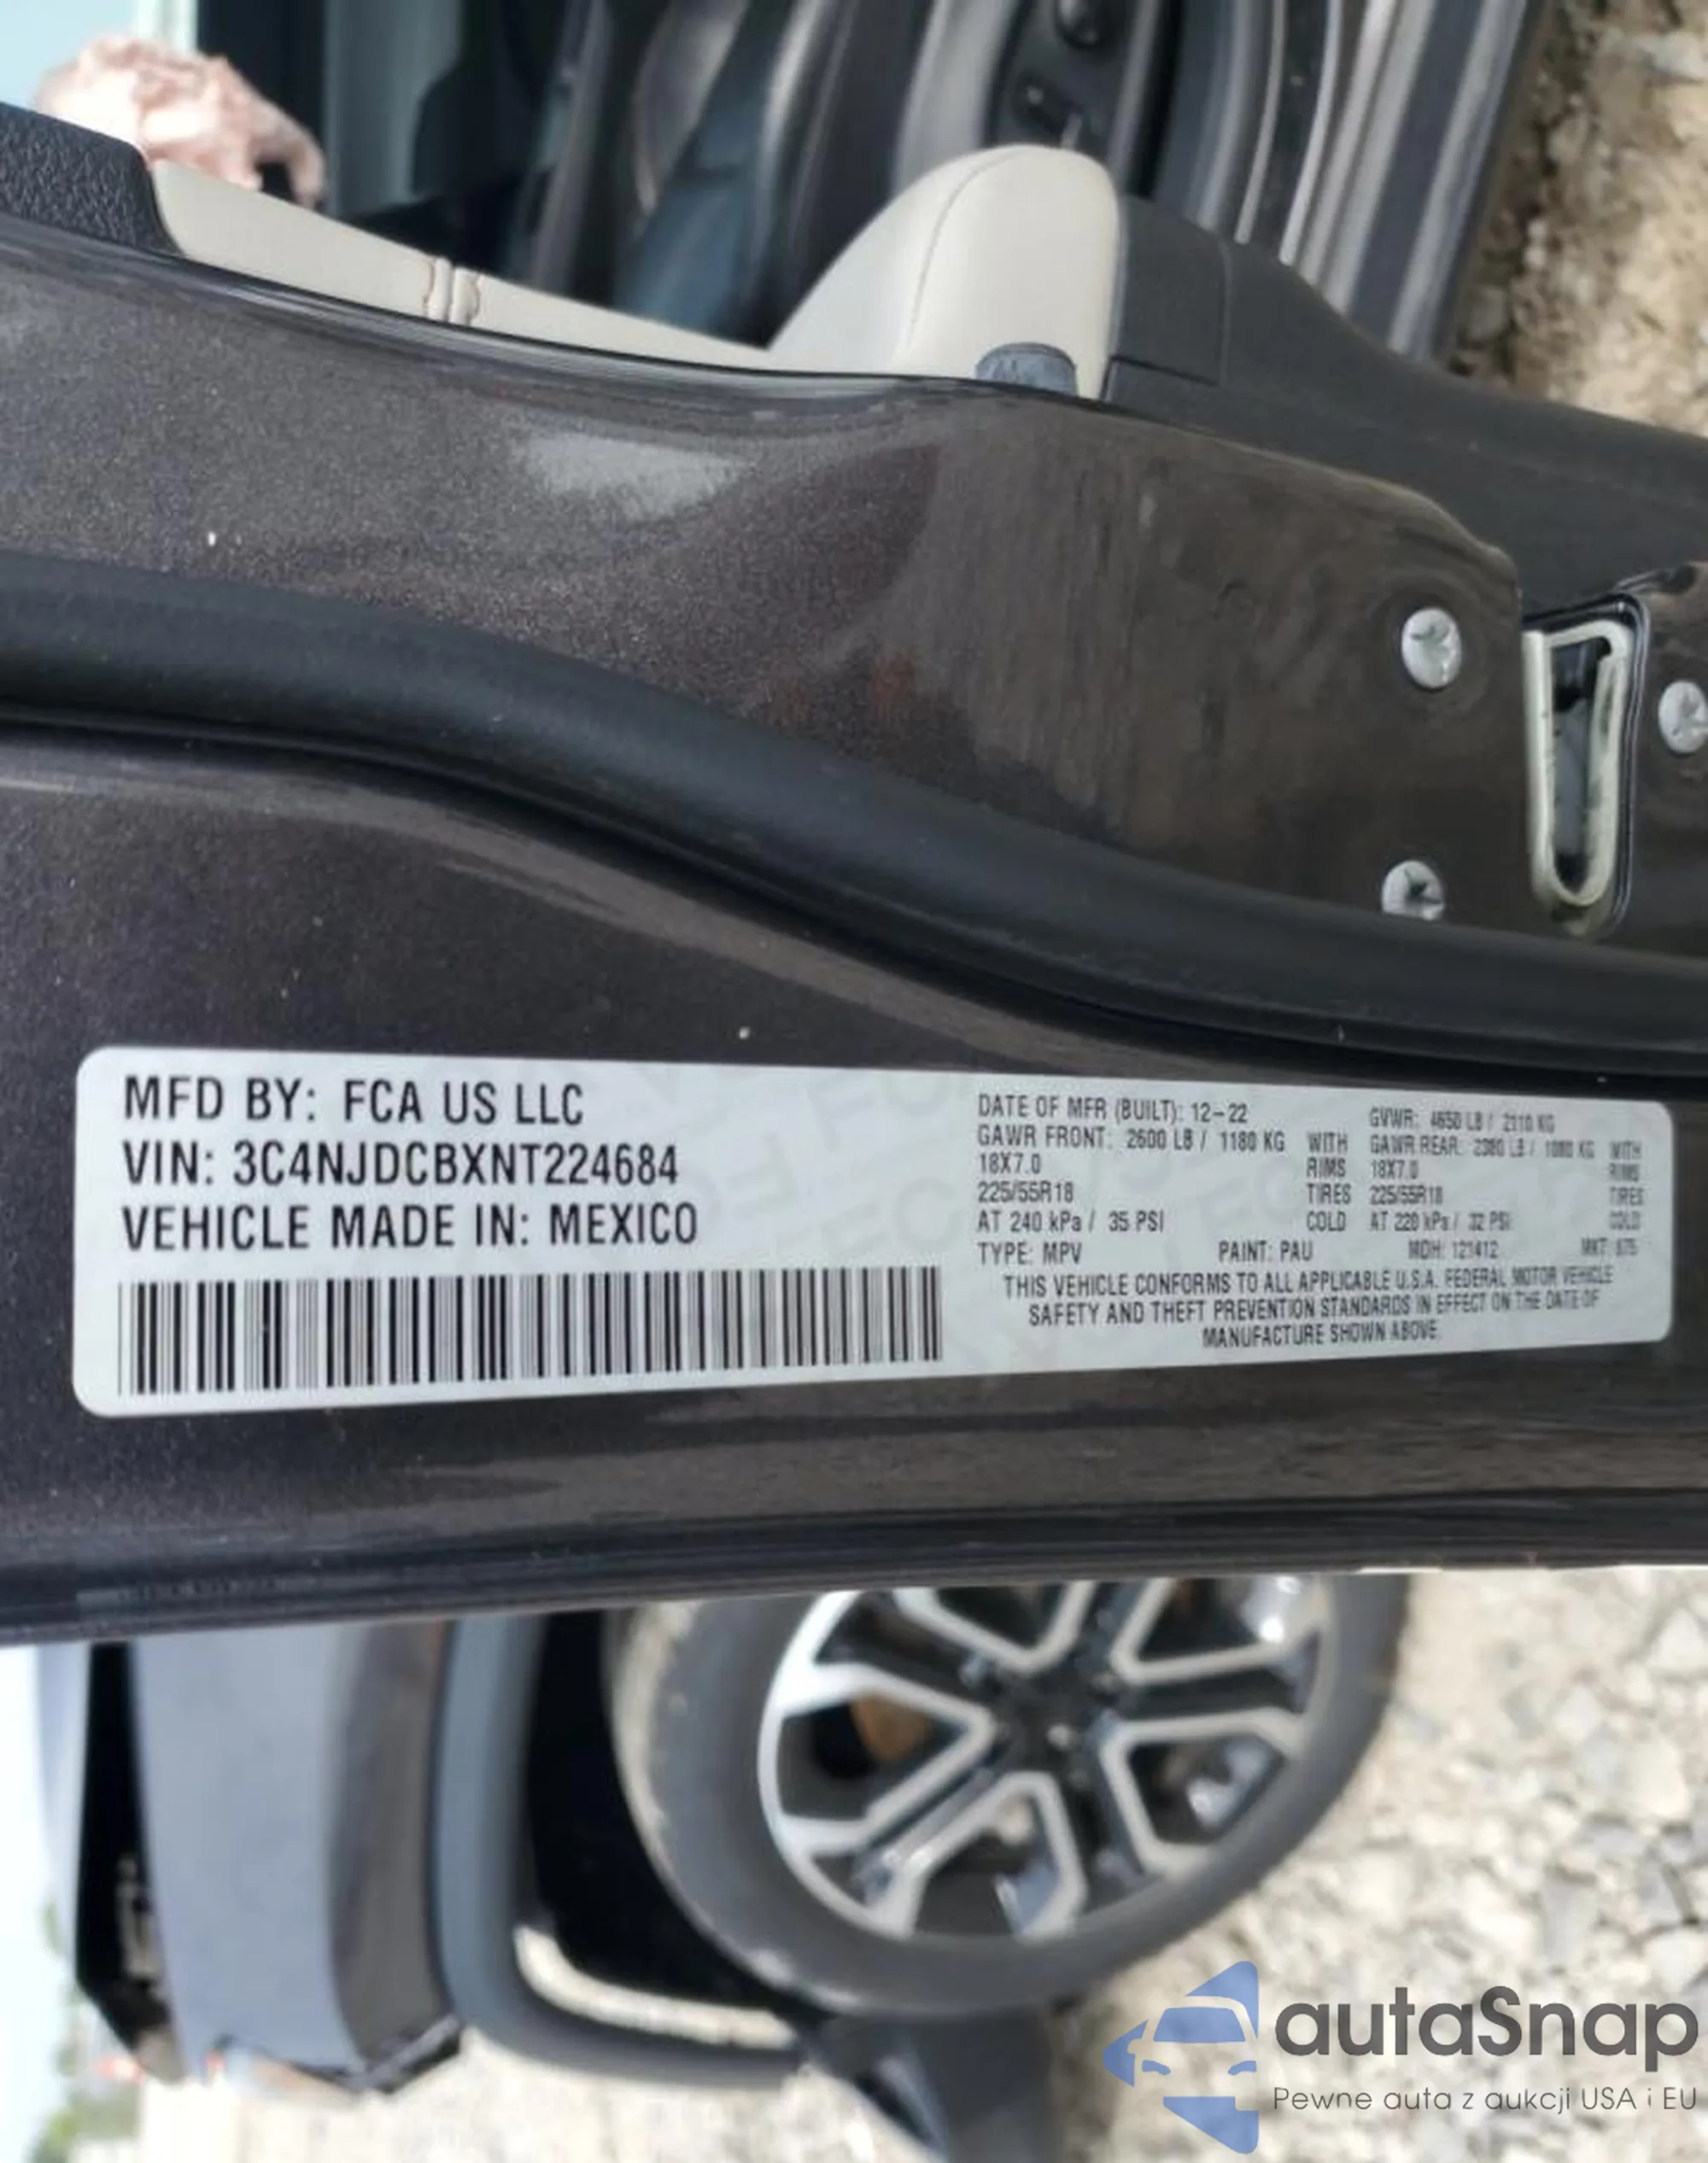 MFD BY: FCA US LLC
VIN: 3C4NJDCBXNT224684
VEHICLE MADE IN: MEXICO
DATE OF MFR (BUILT): 12-22 GVWR: 4650 LB / 2110 KG
GAWR FRONT: 2600 LB / 1180 KG WITH GAWR REAR: 2380 LB / 1080 KG WITH
18X7.0 RIMS 18X7.0 RIMS
225/55R18 TIRES 225/55R18 TIRES
AT 240 kPa / 35 PSI COLD AT 220 kPa / 32 PSI COLD
TYPE: MPV PAINT: PAU MDH: 121412 MKT:
THIS VEHICLE CONFORMS TO ALL APPLICABLE U.S.A. FEDERAL MOTOR VEHICLE
SAFETY AND THEFT PREVENTION STANDARDS IN EFFECT ON THE DATE OF
MANUFACTURE SHOWN ABOVE.
autaSnap
Pewne auta z aukcji USA i EU